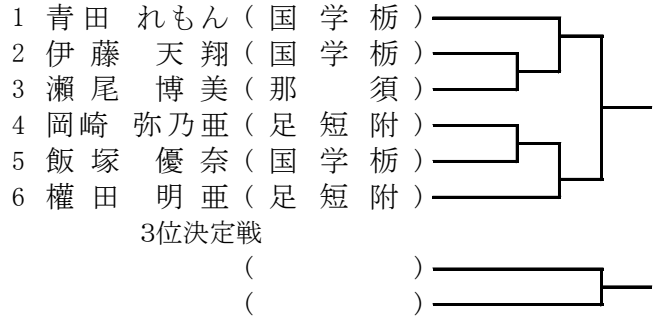 1 青田 れもん ( 国 学 栃 )
2 伊藤 天翔 ( 国 学 栃 )
3 瀨尾 博美 ( 那 須 )
4 岡崎 弥乃亜 ( 足 短 附 )
5 飯塚 優奈 ( 国 学 栃 )
6 權田 明亜 ( 足 短 附 )
3位決定戦
( )
( )